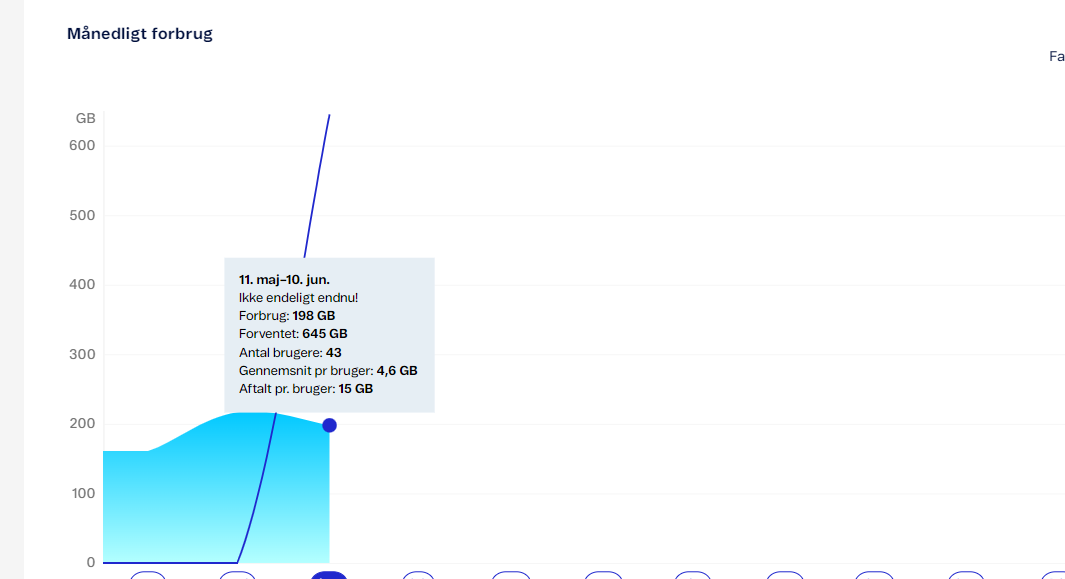 Månedligt forbrug
Fa
GB
600
500
400
300
200
100
0
11. maj–10. jun.
Ikke endeligt endnu!
Forbrug: 198 GB
Forventet: 645 GB
Antal brugere: 43
Gennemsnit pr bruger: 4,6 GB
Aftalt pr. bruger: 15 GB